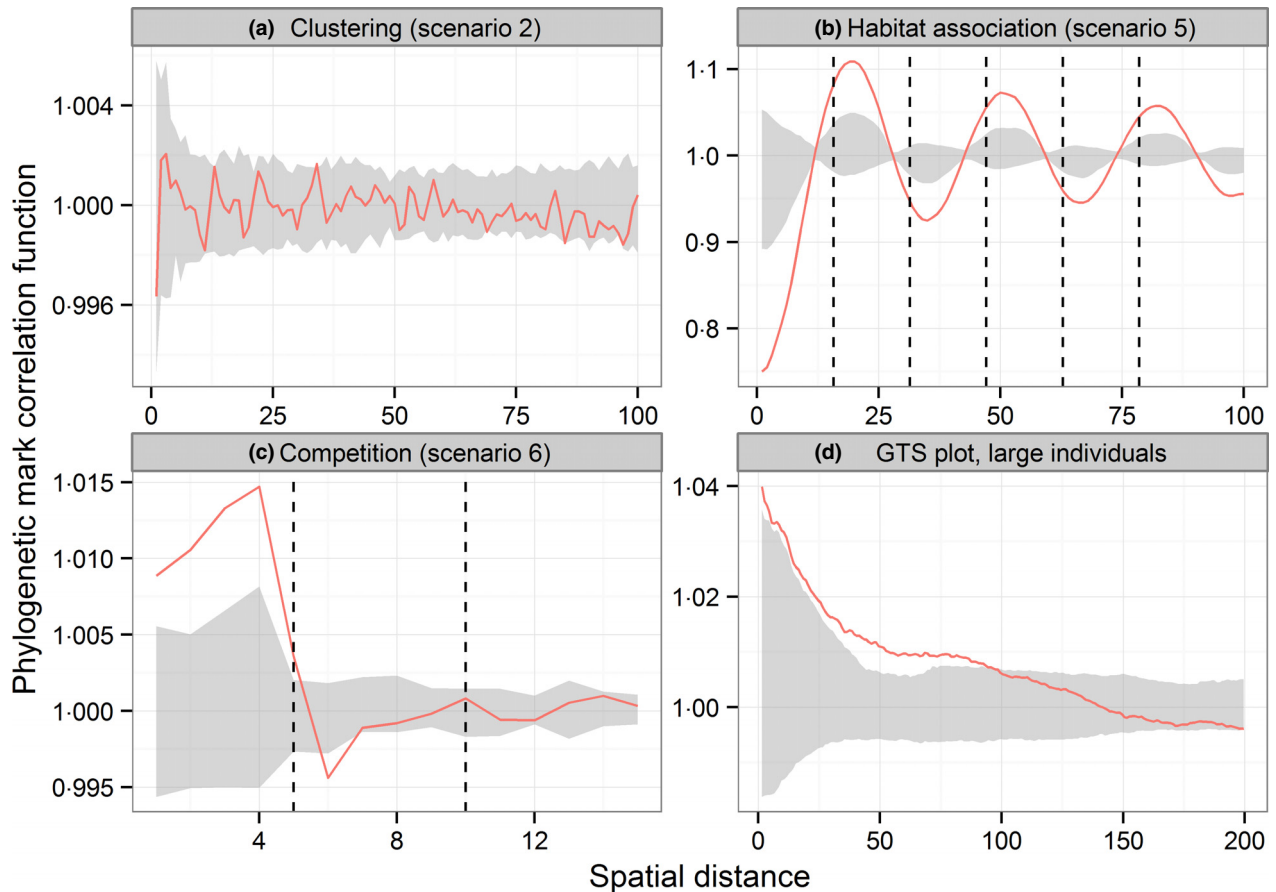 (a) Clustering (scenario 2)
(b) Habitat association (scenario 5)
1·004
1·000
0·996
0 25 50 75 100
1·1
1·0
0·9
0·8
0 25 50 75 100
(c) Competition (scenario 6)
(d) GTS plot, large individuals
1·015
1·010
1·005
1·000
0·995
4 8 12
1·04
1·02
1·00
0 50 100 150 200
Phylogenetic mark correlation function
Spatial distance